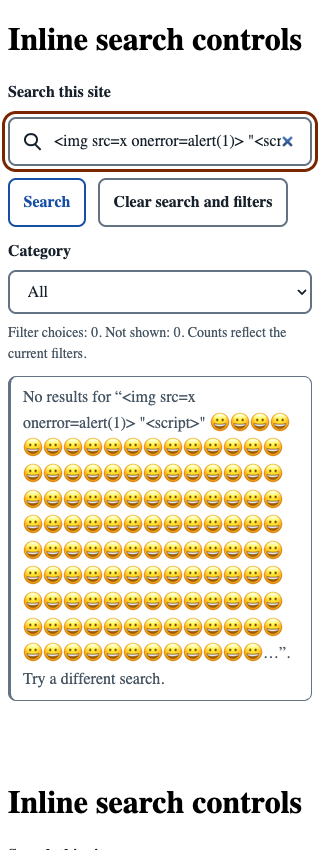 Inline search controls
Search this site
<img src=x onerror=alert(1)> "<scr
Search
Clear search and filters
Category
All
Filter choices: 0. Not shown: 0. Counts reflect the
current filters.
No results for “<img src=x
onerror=alert(1)> "<script>" 😀😀😀😀
😀😀😀😀😀😀😀😀😀😀😀😀😀
😀😀😀😀😀😀😀😀😀😀😀😀😀
😀😀😀😀😀😀😀😀😀😀😀😀😀
😀😀😀😀😀😀😀😀😀😀😀😀😀
😀😀😀😀😀😀😀😀😀😀😀😀😀
😀😀😀😀😀😀😀😀😀😀😀😀😀
😀😀😀😀😀😀😀😀😀😀😀😀😀
😀😀😀😀😀😀😀😀😀😀😀😀😀
😀😀😀😀😀😀😀😀😀😀😀😀…”.
Try a different search.
Inline search controls